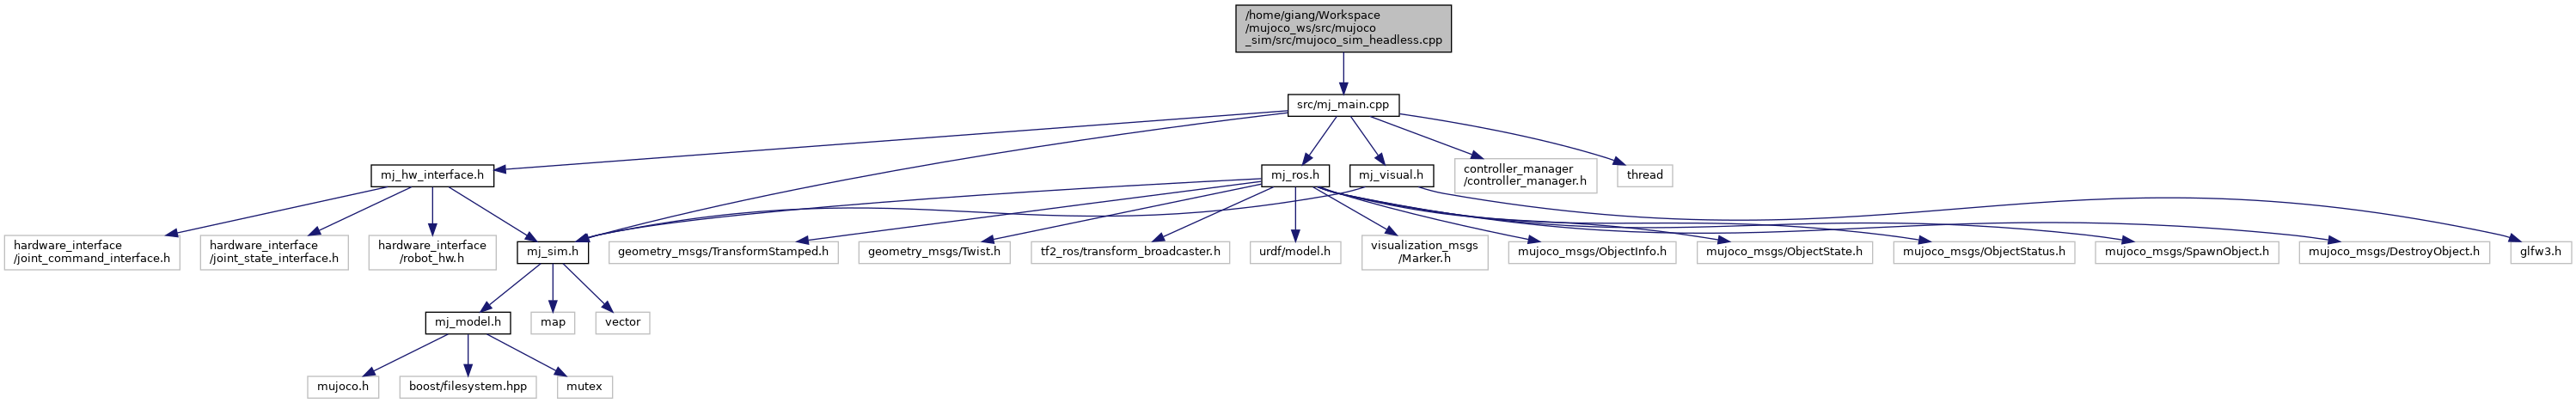 /home/giang/Workspace
/mujoco_ws/src/mujoco
_sim/src/mujoco_sim_headless.cpp
src/mj_main.cpp
mj_hw_interface.h
mj_ros.h
mj_visual.h
controller_manager
/controller_manager.h
thread
hardware_interface
/joint_command_interface.h
hardware_interface
/joint_state_interface.h
hardware_interface
/robot_hw.h
mj_sim.h
geometry_msgs/TransformStamped.h
geometry_msgs/Twist.h
tf2_ros/transform_broadcaster.h
urdf/model.h
visualization_msgs
/Marker.h
mujoco_msgs/ObjectInfo.h
mujoco_msgs/ObjectState.h
mujoco_msgs/ObjectStatus.h
mujoco_msgs/SpawnObject.h
mujoco_msgs/DestroyObject.h
glfw3.h
mj_model.h
map
vector
mujoco.h
boost/filesystem.hpp
mutex